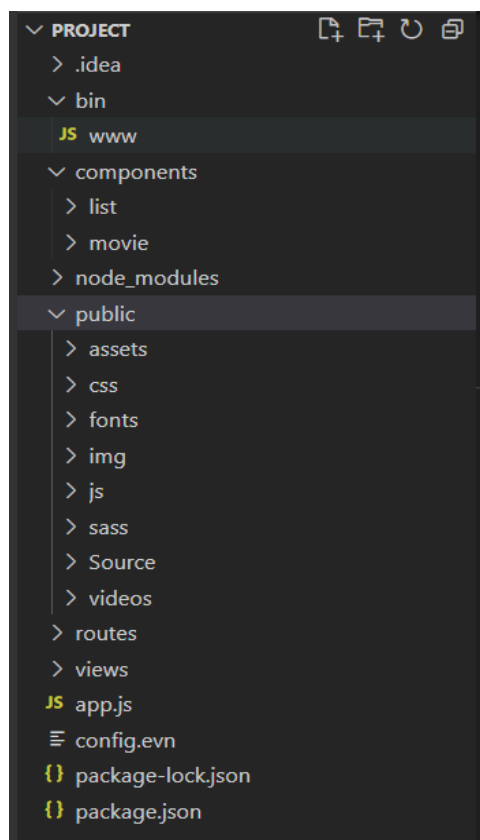 PROJECT
.idea
bin
JS www
components
list
movie
node_modules
public
assets
css
fonts
img
js
sass
Source
videos
routes
views
JS app.js
config.evn
{} package-lock.json
{} package.json